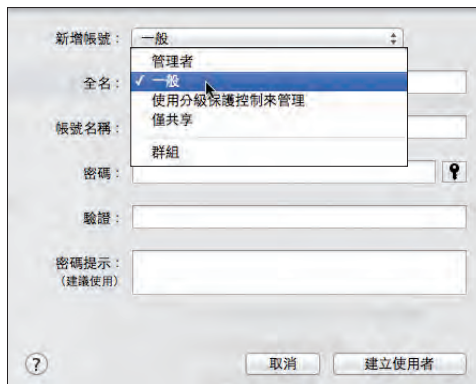 新增帳號： 一般
管理者
全名： ✓ 一般
使用分級保護控制來管理
帳號名稱： 僅共享
群組
密碼：
驗證：
密碼提示：
（建議使用）
? 取消 建立使用者